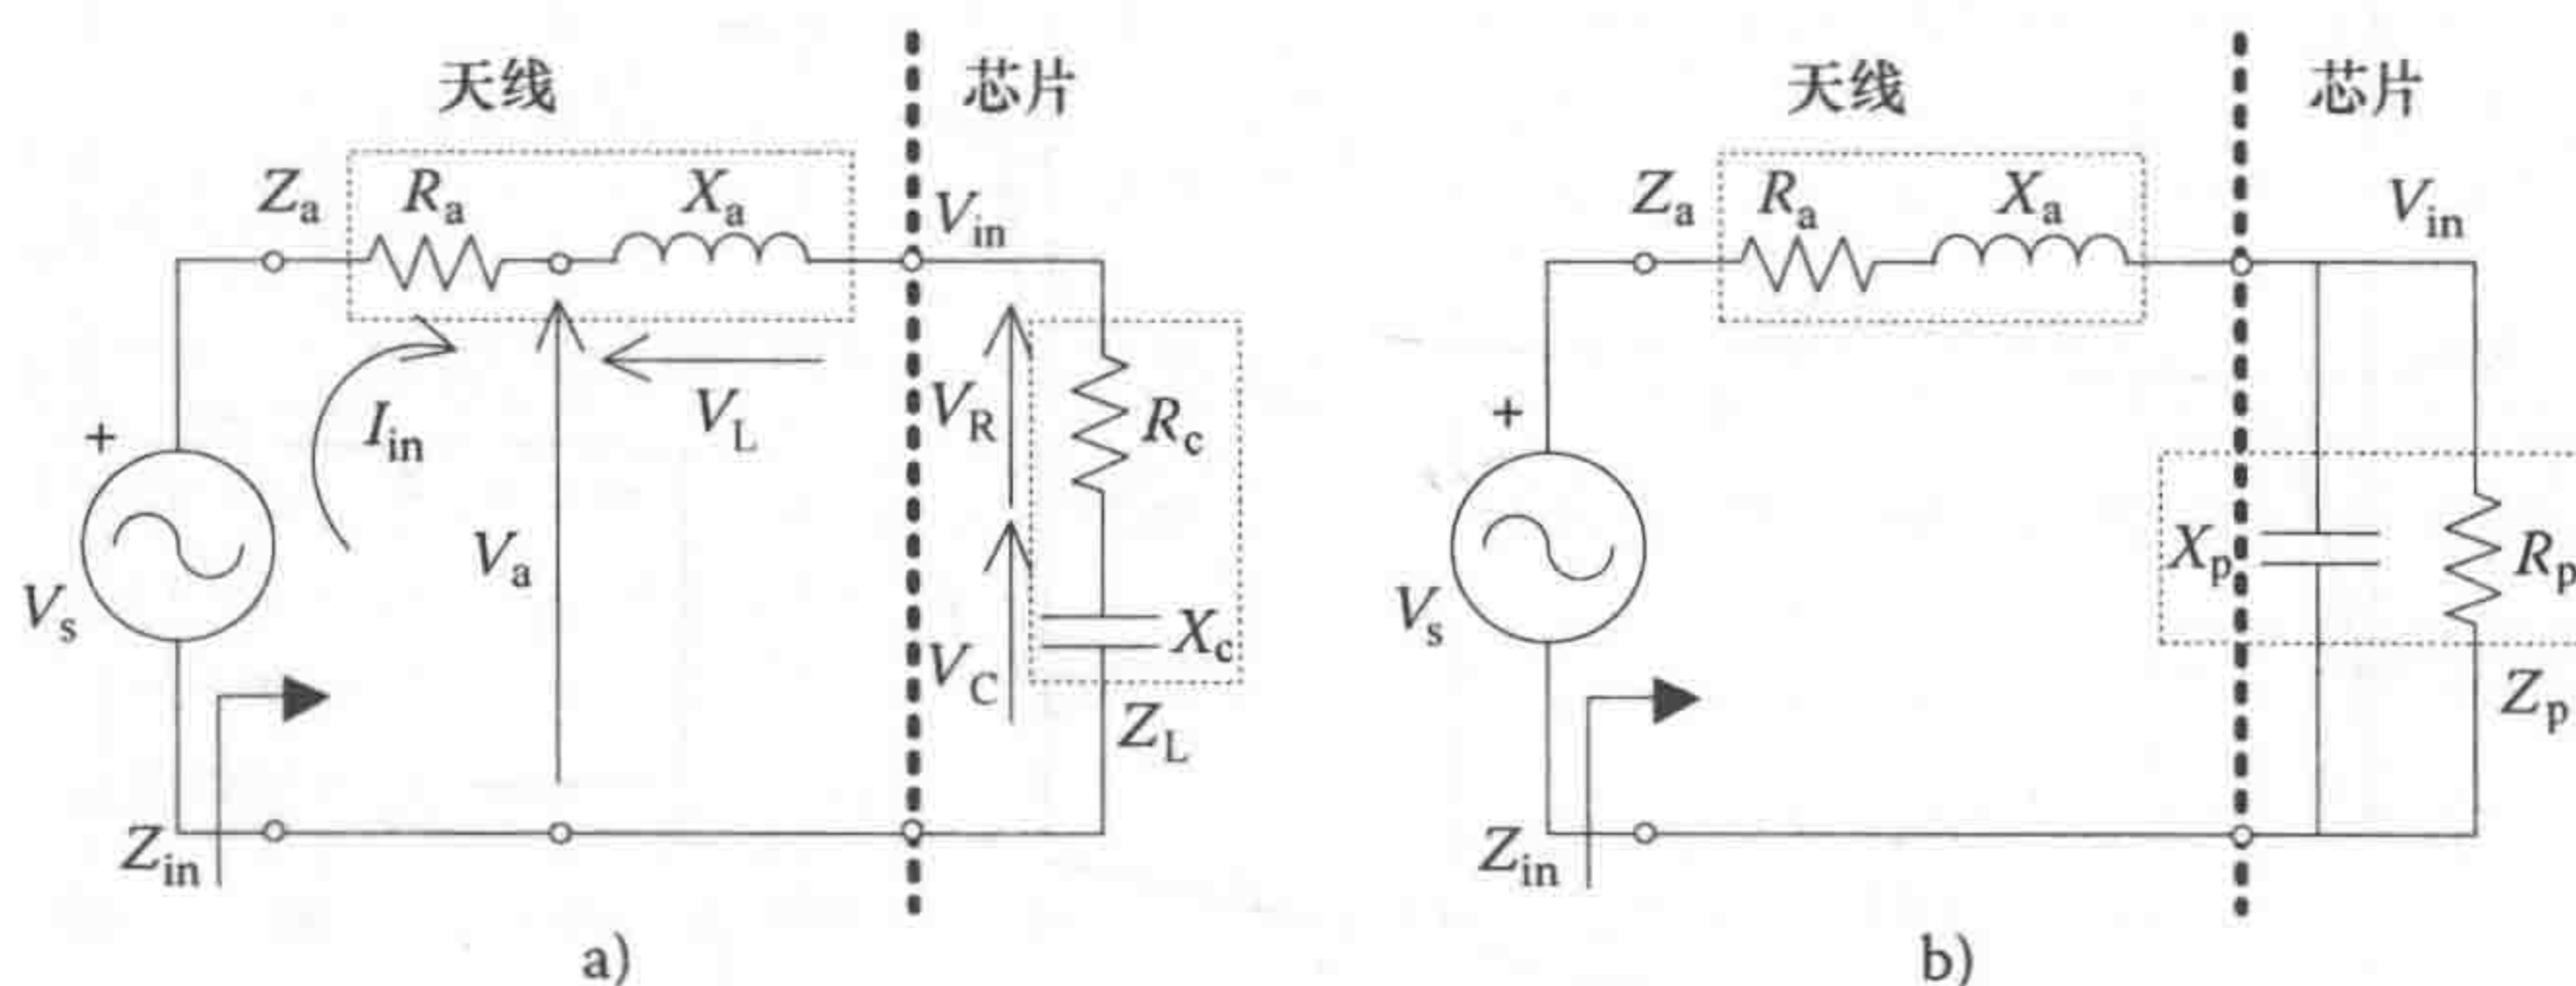 天线 芯片 天线 芯片
Za Ra Xa Vin Za Ra Xa Vin
+ Iin VL VR Rc +
Vs Va VC Xc Vs Xp Rp
ZL Zp
Zin Zin
a) b)